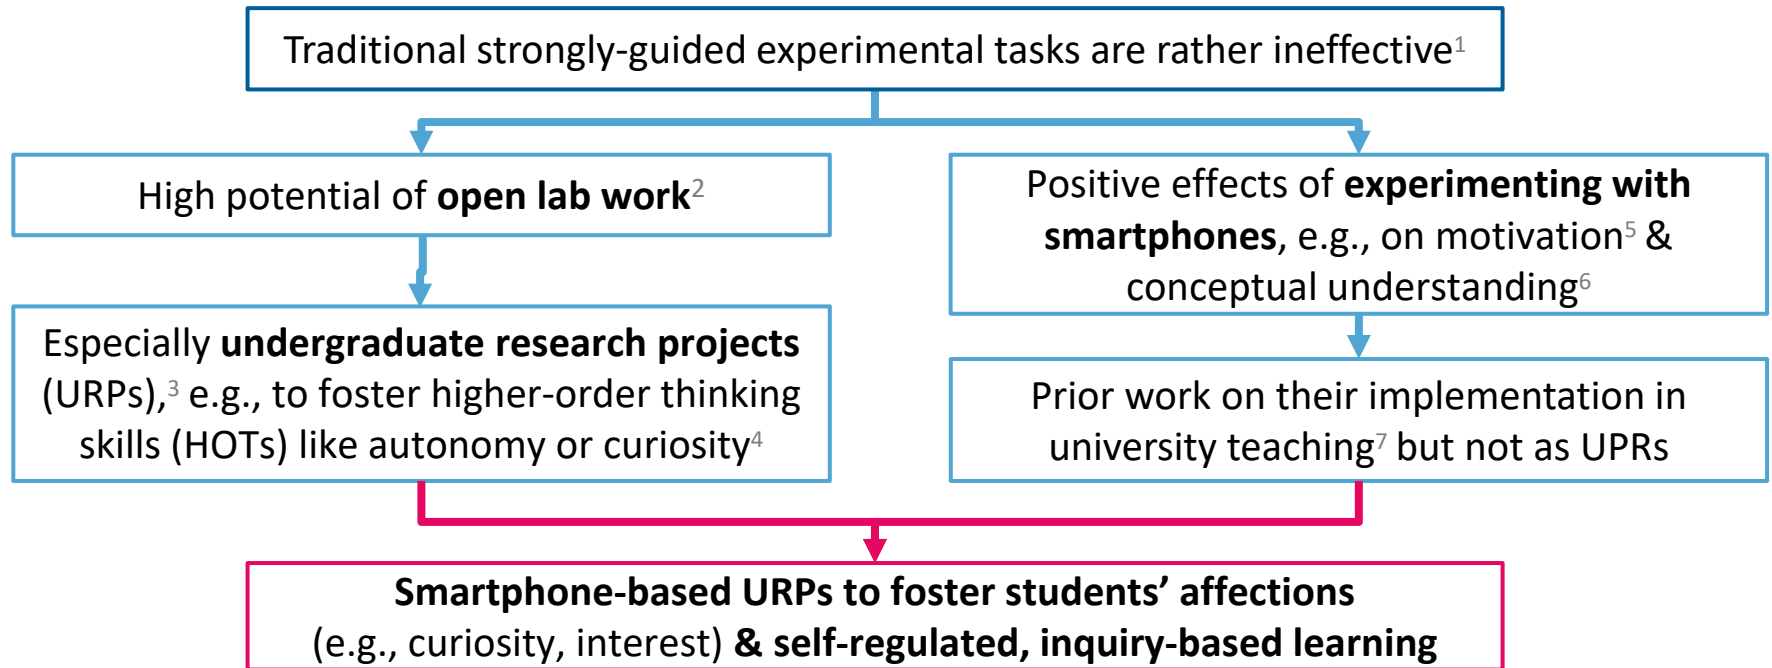 Traditional strongly-guided experimental tasks are rather ineffective¹
High potential of open lab work²
Especially undergraduate research projects
(URPs),³ e.g., to foster higher-order thinking
skills (HOTs) like autonomy or curiosity⁴
Positive effects of experimenting with
smartphones, e.g., on motivation⁵ &
conceptual understanding⁶
Prior work on their implementation in
university teaching⁷ but not as UPRs
Smartphone-based URPs to foster students’ affections
(e.g., curiosity, interest) & self-regulated, inquiry-based learning